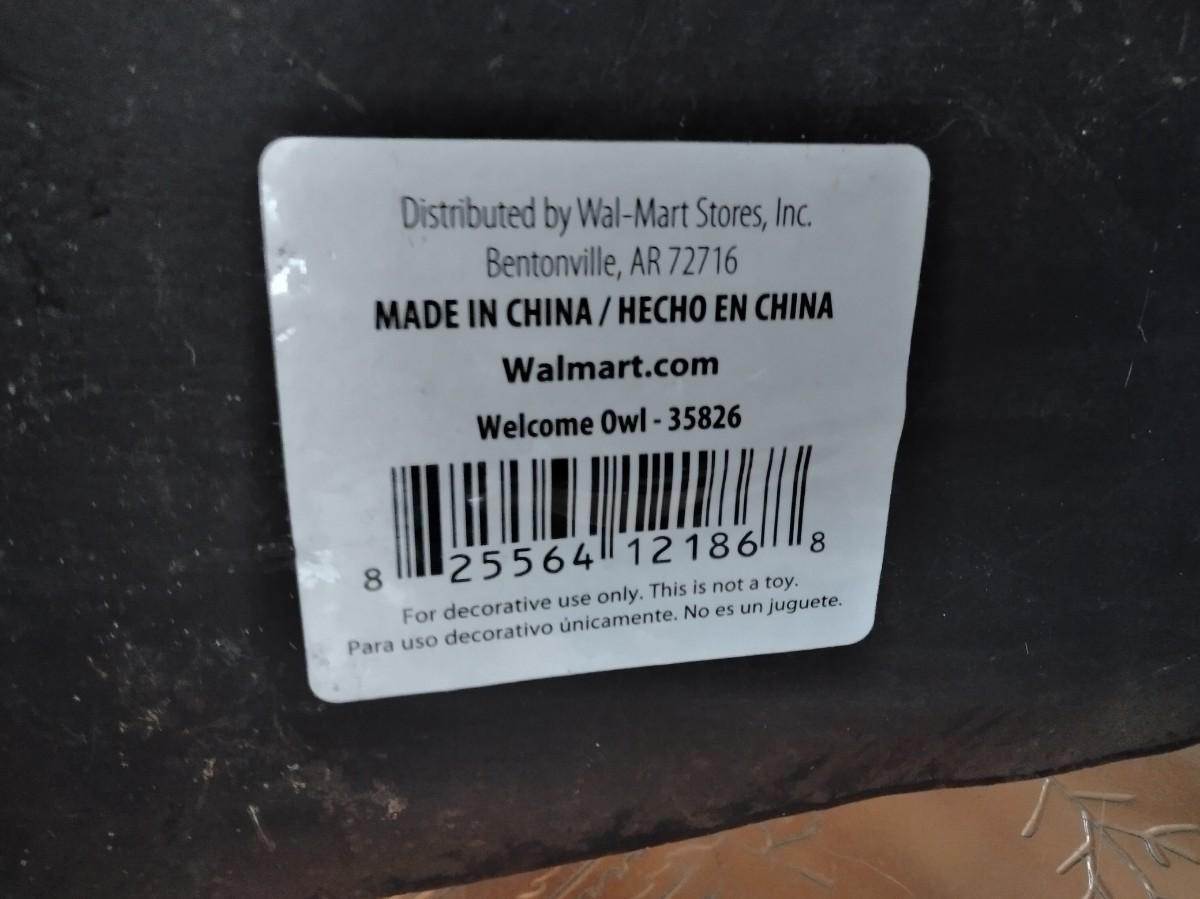 Distributed by Wal-Mart Stores, Inc.
Bentonville, AR 72716
MADE IN CHINA / HECHO EN CHINA
Walmart.com
Welcome Owl - 35826
8 25564 12186 8
For decorative use only. This is not a toy.
Para uso decorativo únicamente. No es un juguete.